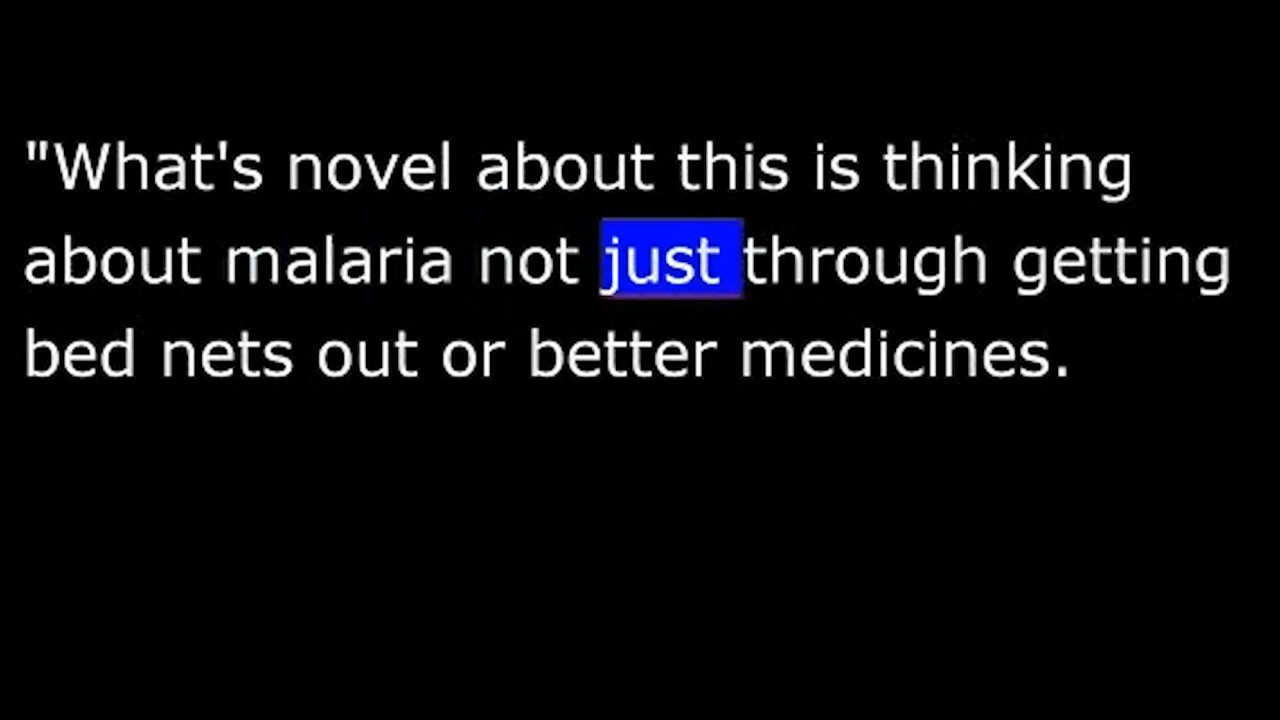 "What's novel about this is thinking
about malaria not just through getting
bed nets out or better medicines.